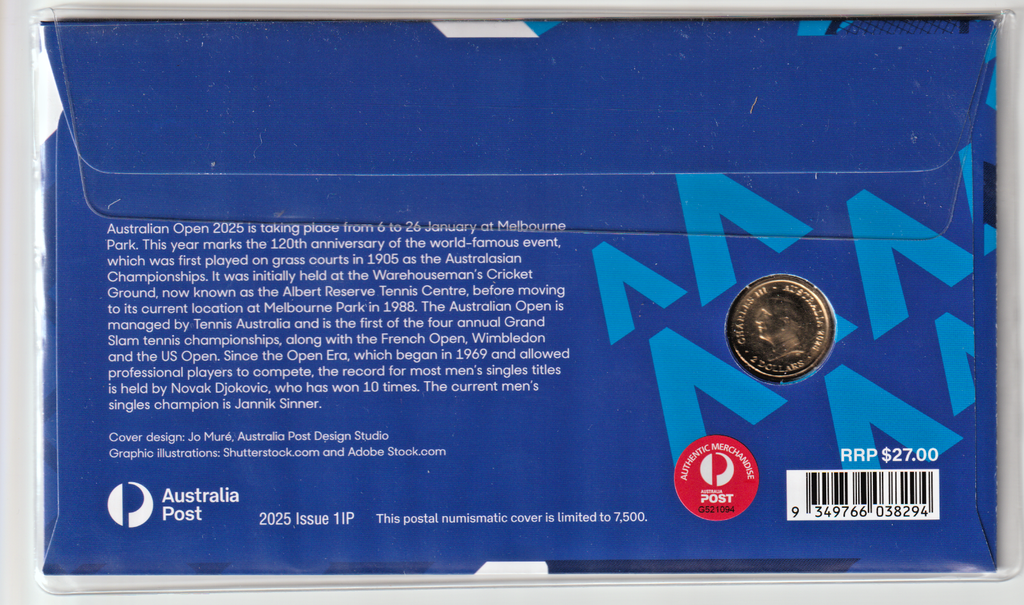 Australian Open 2025 is taking place from 6 to 26 January at Melbourne
Park. This year marks the 120th anniversary of the world-famous event,
which was first played on grass courts in 1905 as the Australasian
Championships. It was initially held at the Warehouseman's Cricket
Ground, now known as the Albert Reserve Tennis Centre, before moving
to its current location at Melbourne Park in 1988. The Australian Open is
managed by Tennis Australia and is the first of the four annual Grand
Slam tennis championships, along with the French Open, Wimbledon
and the US Open. Since the Open Era, which began in 1969 and allowed
professional players to compete, the record for most men's singles titles
is held by Novak Djokovic, who has won 10 times. The current men's
singles champion is Jannik Sinner.
Cover design: Jo Muré, Australia Post Design Studio
Graphic illustrations: Shutterstock.com and Adobe Stock.com
Australia
Post
2025 Issue 1IP
This postal numismatic cover is limited to 7,500.
CHARLES III • AUSTRALIA
2 DOLLARS
AUTHENTIC MERCHANDISE
AUSTRALIA
POST
G521094
RRP $27.00
9 349766 038294